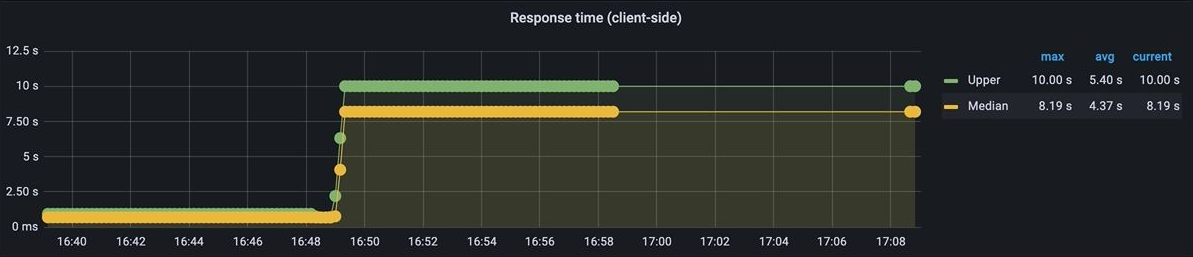 Response time (client-side)
12.5 s
10 s
7.50 s
5 s
2.50 s
0 ms
16:40 16:42 16:44 16:46 16:48 16:50 16:52 16:54 16:56 16:58 17:00 17:02 17:04 17:06 17:08
max avg current
Upper 10.00 s 5.40 s 10.00 s
Median 8.19 s 4.37 s 8.19 s